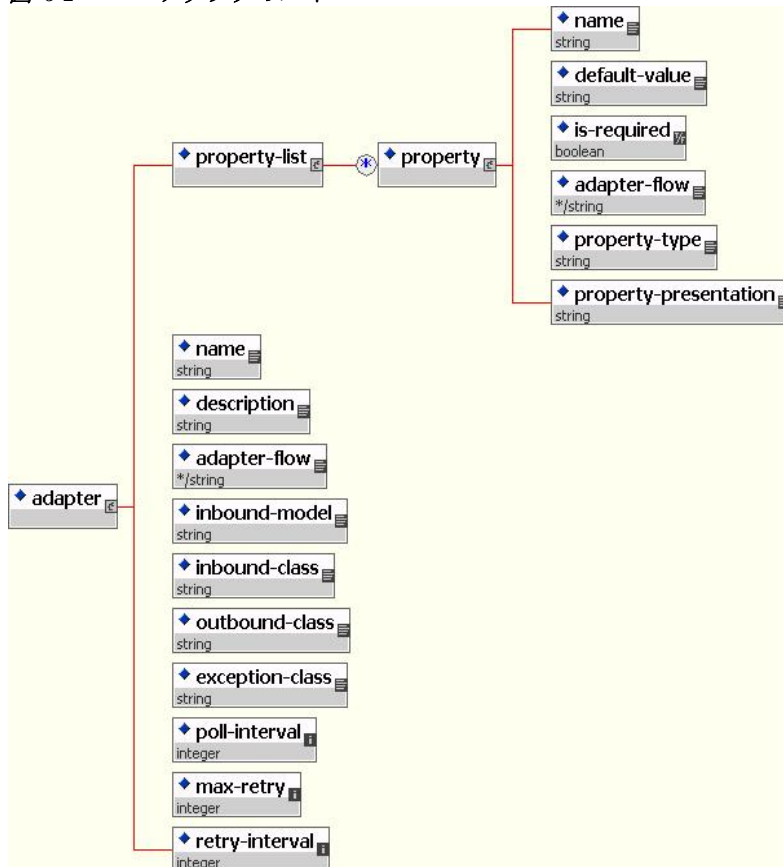 name
string
default-value
string
is-required
boolean
adapter-flow
*/string
property-type
string
property-presentation
string
property-list
property
name
string
description
string
adapter-flow
*/string
adapter
inbound-model
string
inbound-class
string
outbound-class
string
exception-class
string
poll-interval
integer
max-retry
integer
retry-interval
integer